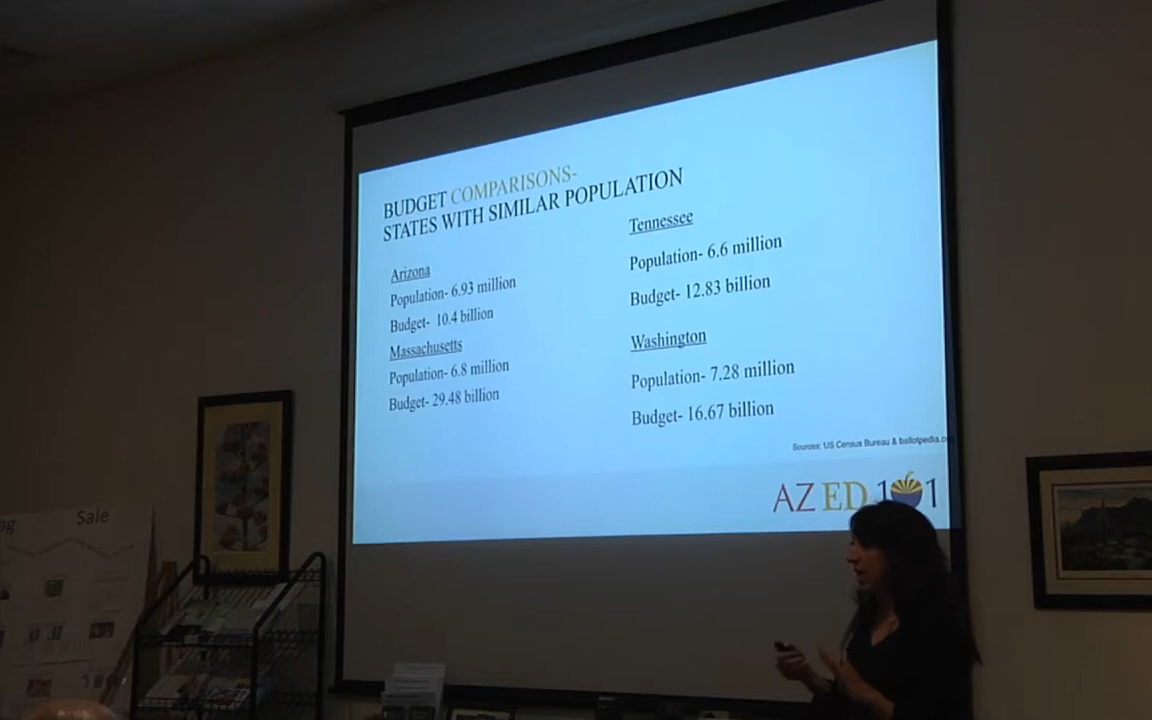 BUDGET COMPARISONS-
STATES WITH SIMILAR POPULATION
Arizona
Population- 6.93 million
Budget- 10.4 billion
Massachusetts
Population- 6.8 million
Budget- 29.48 billion
Tennessee
Population- 6.6 million
Budget- 12.83 billion
Washington
Population- 7.28 million
Budget- 16.67 billion
Sources: US Census Bureau & ballotpedia.
AZ ED 101
Sale